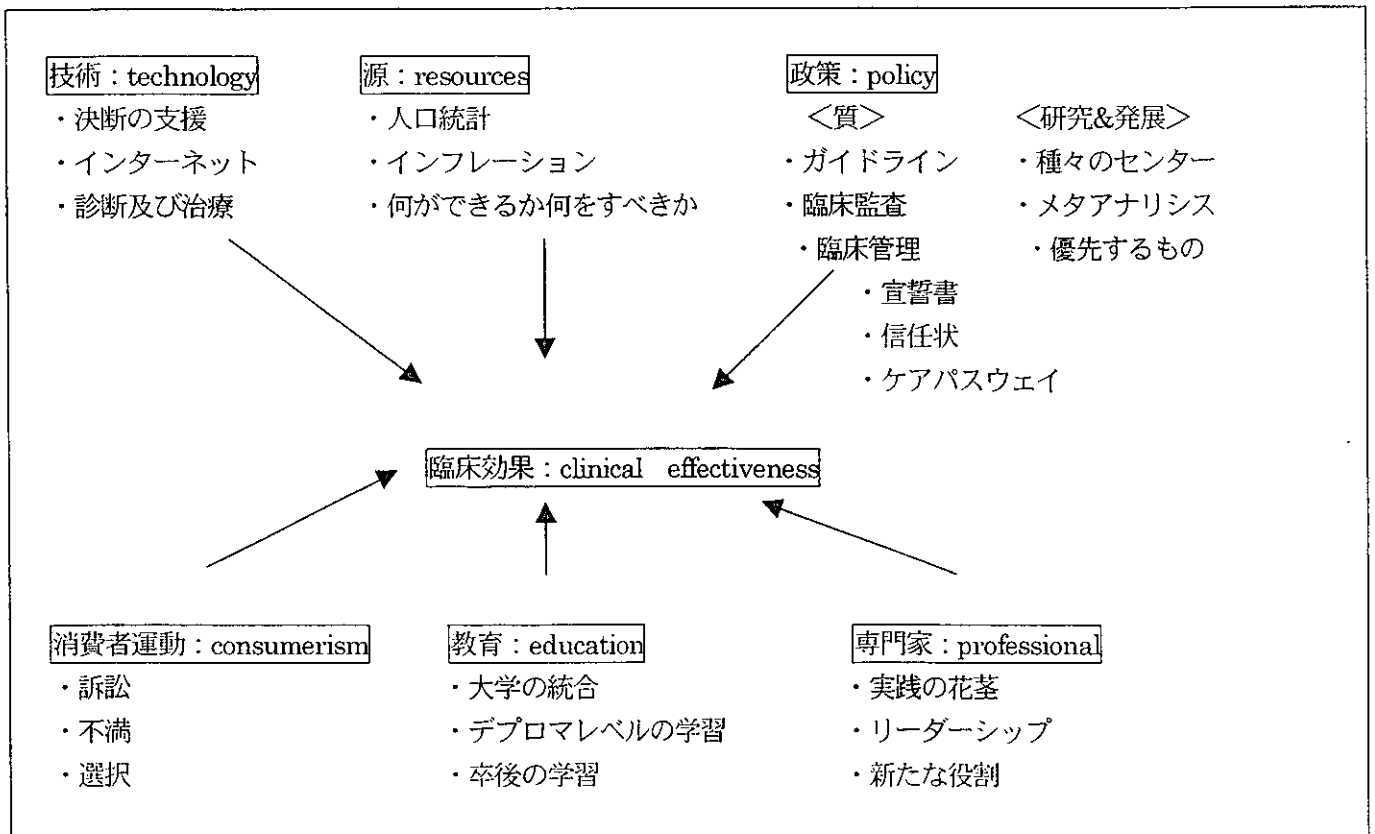 技術：technology
・決断の支援
・インターネット
・診断及び治療
源：resources
・人口統計
・インフレーション
・何ができるか何をすべきか
政策：policy
＜質＞
・ガイドライン
・臨床監査
・臨床管理
・宣誓書
・信任状
・ケアパスウェイ
＜研究&発展＞
・種々のセンター
・メタアナリシス
・優先するもの
臨床効果：clinical effectiveness
消費者運動：consumerism
・訴訟
・不満
・選択
教育：education
・大学の統合
・デプロマレベルの学習
・卒後の学習
専門家：professional
・実践の花茎
・リーダーシップ
・新たな役割